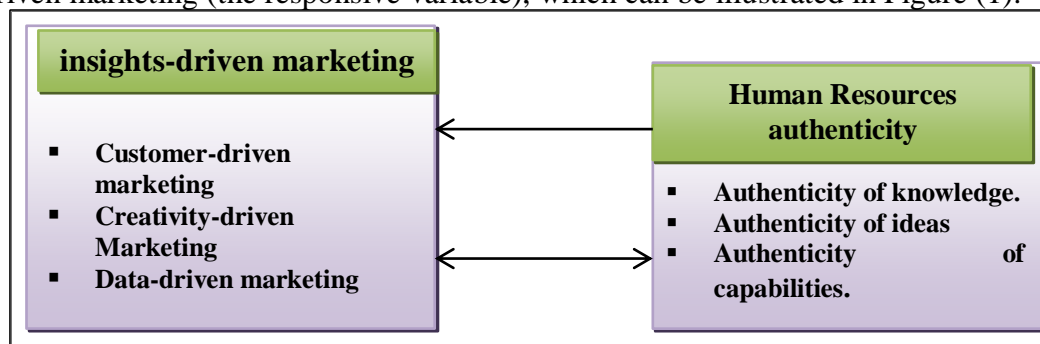 riven marketing (the responsive variable), which can be illustrated in Figure (1).
insights-driven marketing
▪ Customer-driven
marketing
▪ Creativity-driven
Marketing
▪ Data-driven marketing
Human Resources
authenticity
▪ Authenticity of knowledge.
▪ Authenticity of ideas
▪ Authenticity of
capabilities.